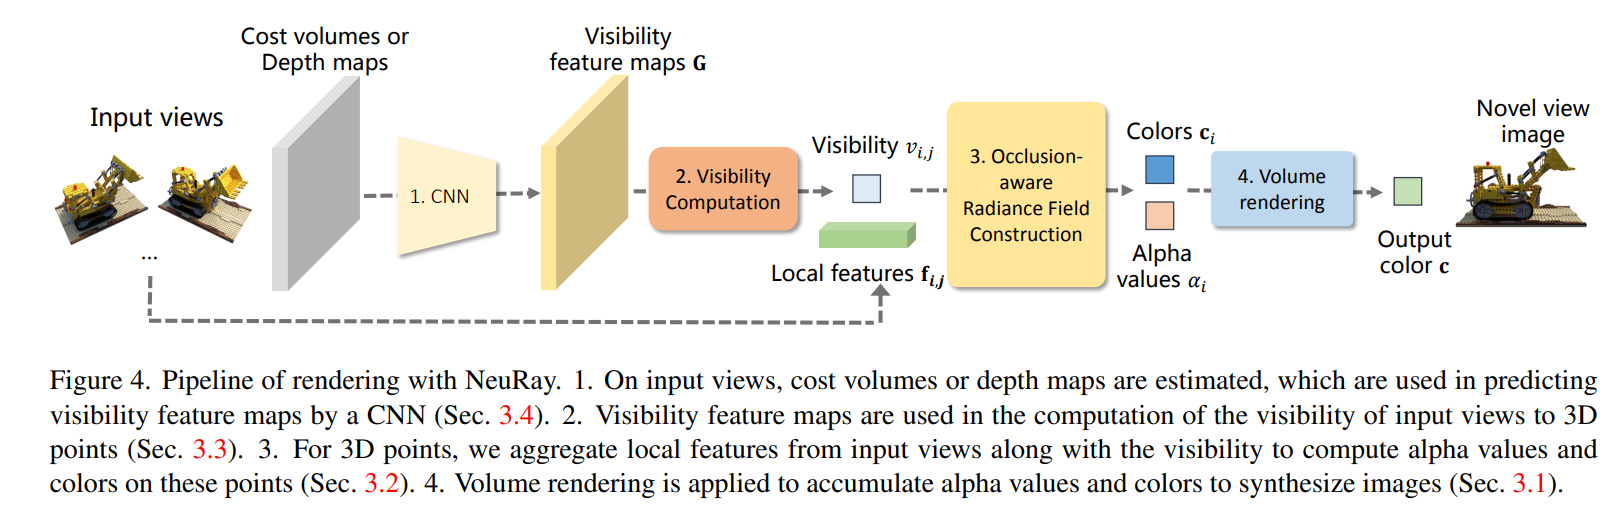 Cost volumes or
Depth maps
Visibility
feature maps G
Input views
...
1. CNN
2. Visibility
Computation
Visibility v_{i,j}
Local features f_{i,j}
3. Occlusion-
aware
Radiance Field
Construction
Colors c_i
Alpha
values α_i
4. Volume
rendering
Output
color c
Novel view
image
Figure 4. Pipeline of rendering with NeuRay. 1. On input views, cost volumes or depth maps are estimated, which are used in predicting
visibility feature maps by a CNN (Sec. 3.4). 2. Visibility feature maps are used in the computation of the visibility of input views to 3D
points (Sec. 3.3). 3. For 3D points, we aggregate local features from input views along with the visibility to compute alpha values and
colors on these points (Sec. 3.2). 4. Volume rendering is applied to accumulate alpha values and colors to synthesize images (Sec. 3.1).